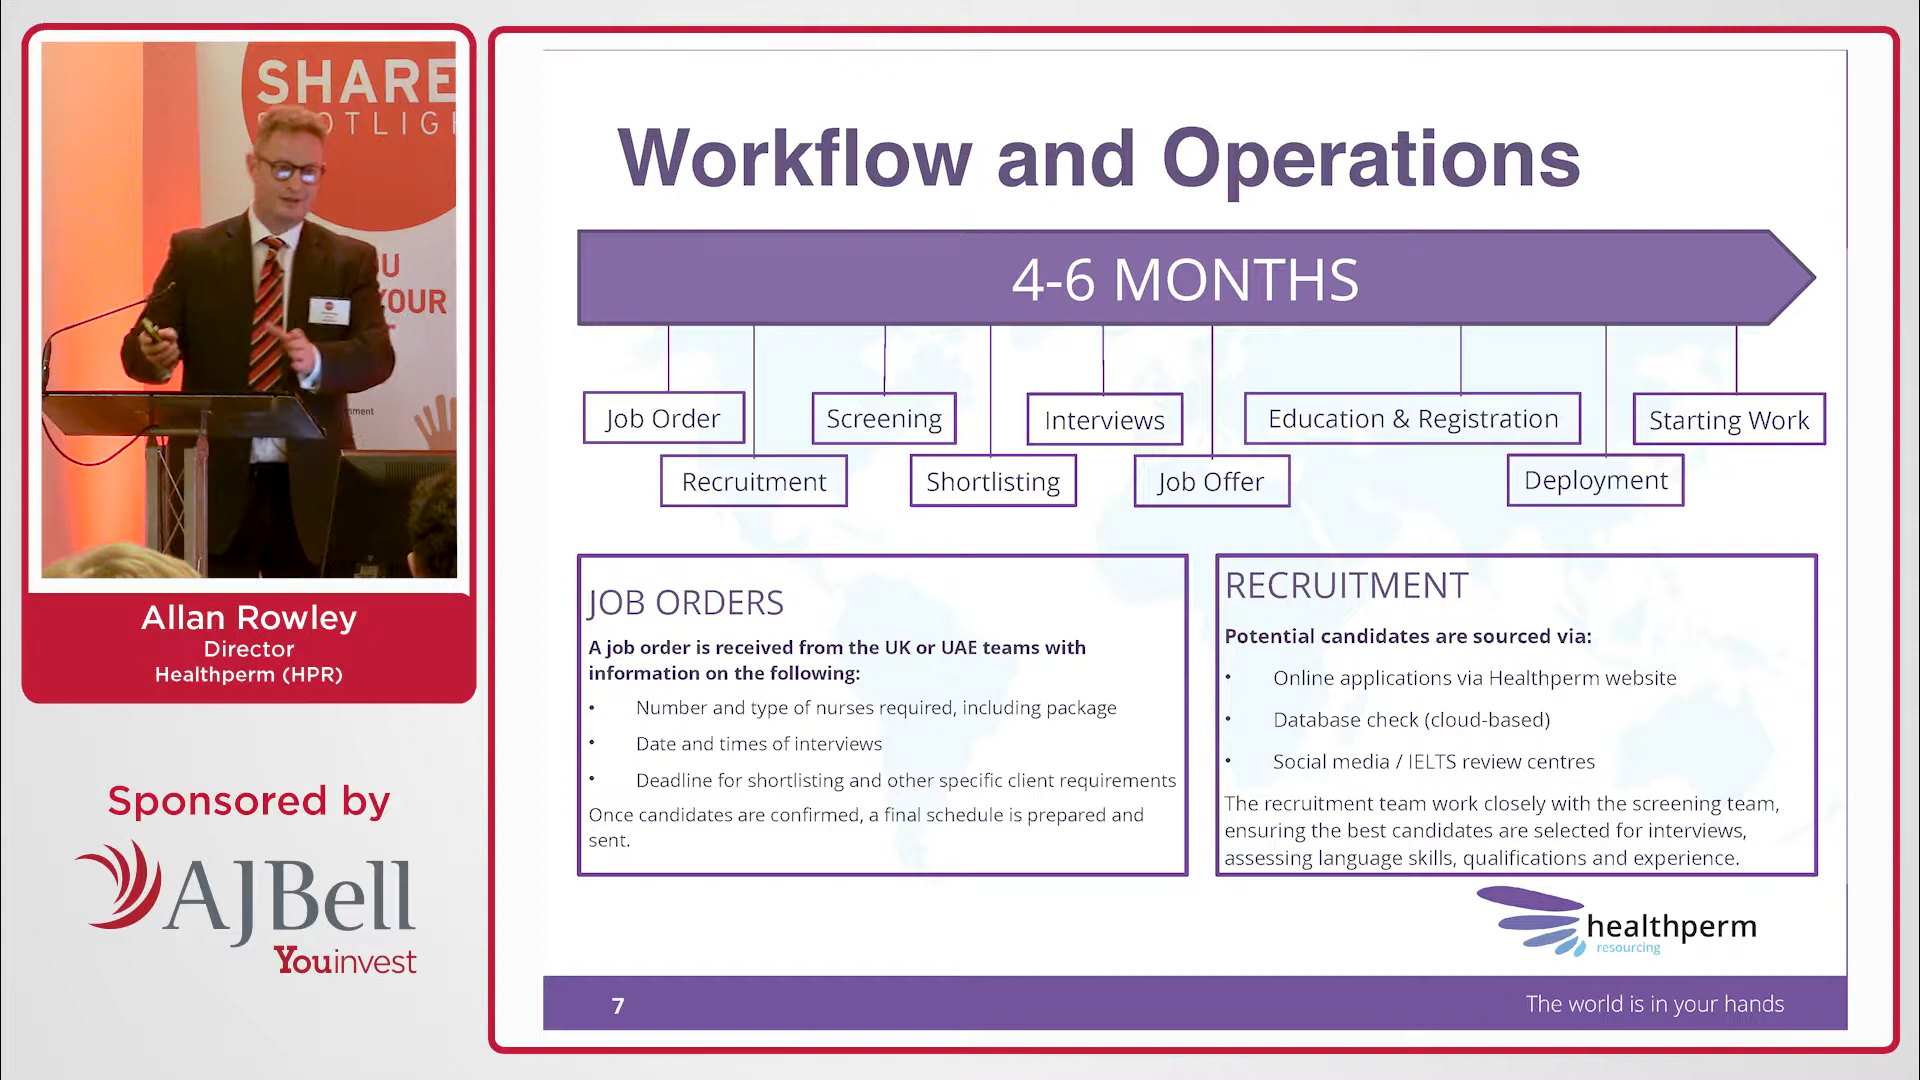 SHARE
OTLIG
U
OUR
Allan Rowley
Director
Healthperm (HPR)
Sponsored by
AJBell
Youinvest
Workflow and Operations
4-6 MONTHS
Job Order
Screening
Interviews
Education & Registration
Starting Work
Recruitment
Shortlisting
Job Offer
Deployment
JOB ORDERS
A job order is received from the UK or UAE teams with
information on the following:
• Number and type of nurses required, including package
• Date and times of interviews
• Deadline for shortlisting and other specific client requirements
Once candidates are confirmed, a final schedule is prepared and
sent.
RECRUITMENT
Potential candidates are sourced via:
• Online applications via Healthperm website
• Database check (cloud-based)
• Social media / IELTS review centres
The recruitment team work closely with the screening team,
ensuring the best candidates are selected for interviews,
assessing language skills, qualifications and experience.
healthperm
resourcing
7
The world is in your hands